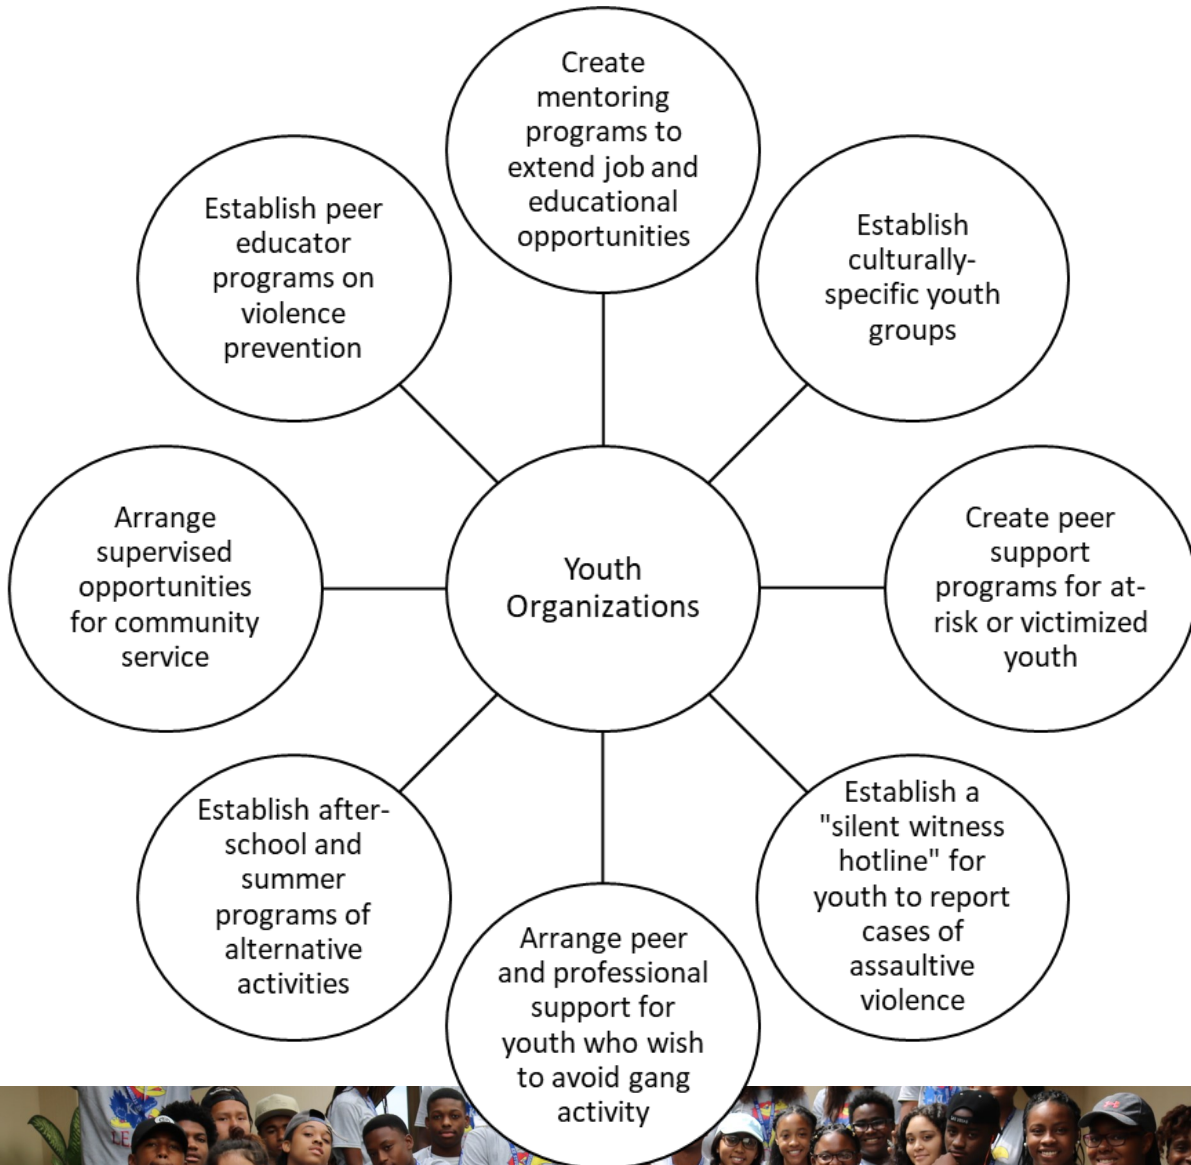 Create
mentoring
programs to
extend job and
educational
opportunities
Establish
culturally-
specific youth
groups
Create peer
support
programs for at-
risk or victimized
youth
Establish a
"silent witness
hotline" for
youth to report
cases of
assaultive
violence
Arrange peer
and professional
support for
youth who wish
to avoid gang
activity
Establish after-
school and
summer
programs of
alternative
activities
Arrange
supervised
opportunities
for community
service
Establish peer
educator
programs on
violence
prevention
Youth
Organizations